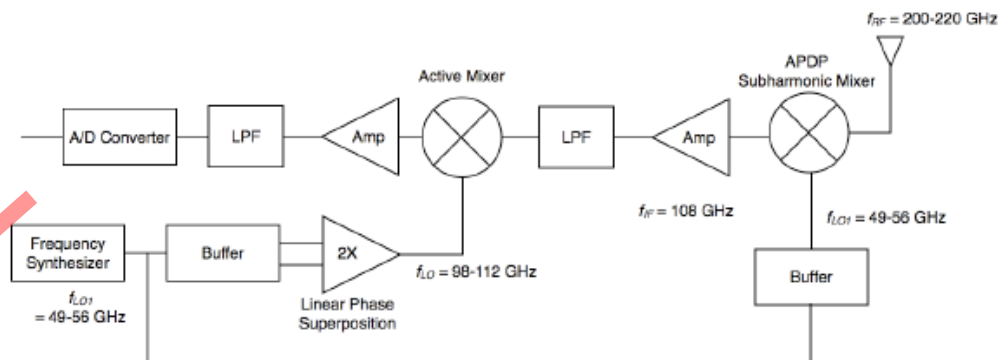 f_RF = 200-220 GHz
APDP
Subharmonic Mixer
Active Mixer
A/D Converter
LPF
Amp
LPF
Amp
f_IF = 108 GHz
f_LO1 = 49-56 GHz
Frequency
Synthesizer
Buffer
2X
f_LO = 98-112 GHz
Buffer
f_LO1
= 49-56 GHz
Linear Phase
Superposition